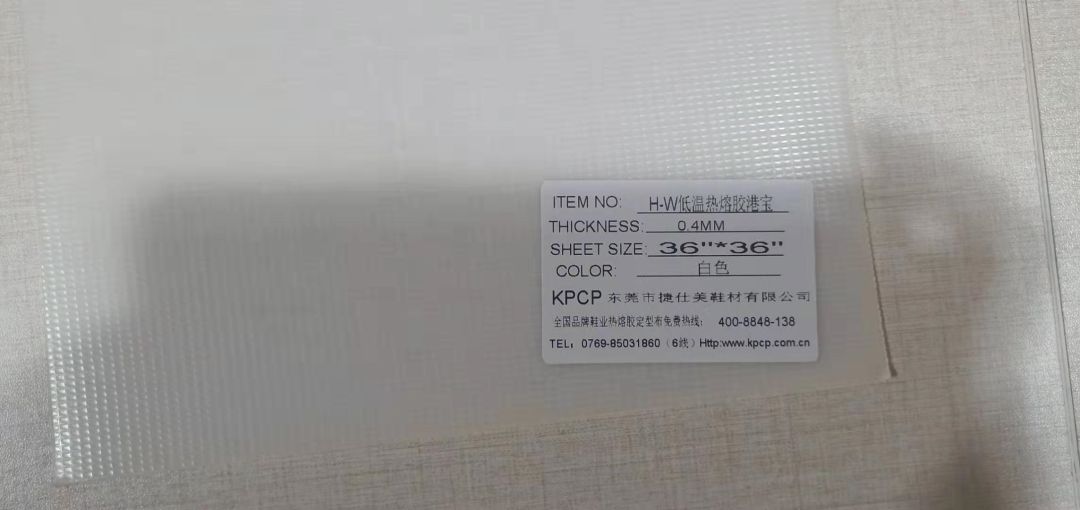 ITEM NO: H-W低温热熔胶港宝
THICKNESS: 0.4MM
SHEET SIZE: 36"*36"
COLOR: 白色
KPCP 东莞市捷仕美鞋材有限公司
全国品牌鞋业热熔胶定型布免费热线: 400-8848-138
TEL: 0769-85031860 (6线) Http:www.kpcp.com.cn